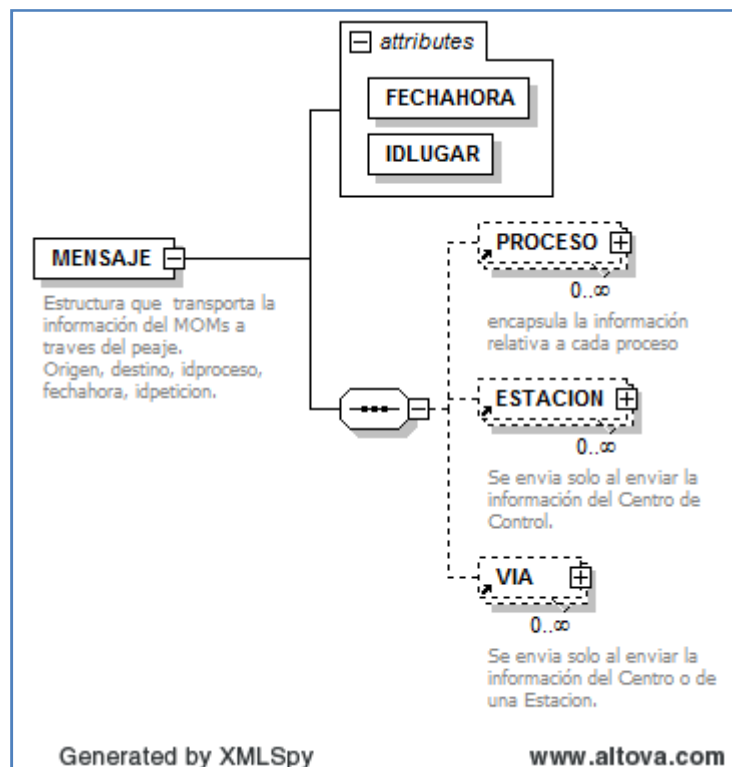 attributes
FECHAHORA
IDLUGAR
MENSAJE
Estructura que transporta la
información del MOMs a
traves del peaje.
Origen, destino, idproceso,
fechahora, idpeticion.
PROCESO
0..∞
encapsula la información
relativa a cada proceso
ESTACION
0..∞
Se envia solo al enviar la
información del Centro de
Control.
VIA
0..∞
Se envia solo al enviar la
información del Centro o de
una Estacion.
Generated by XMLSpy
www.altova.com